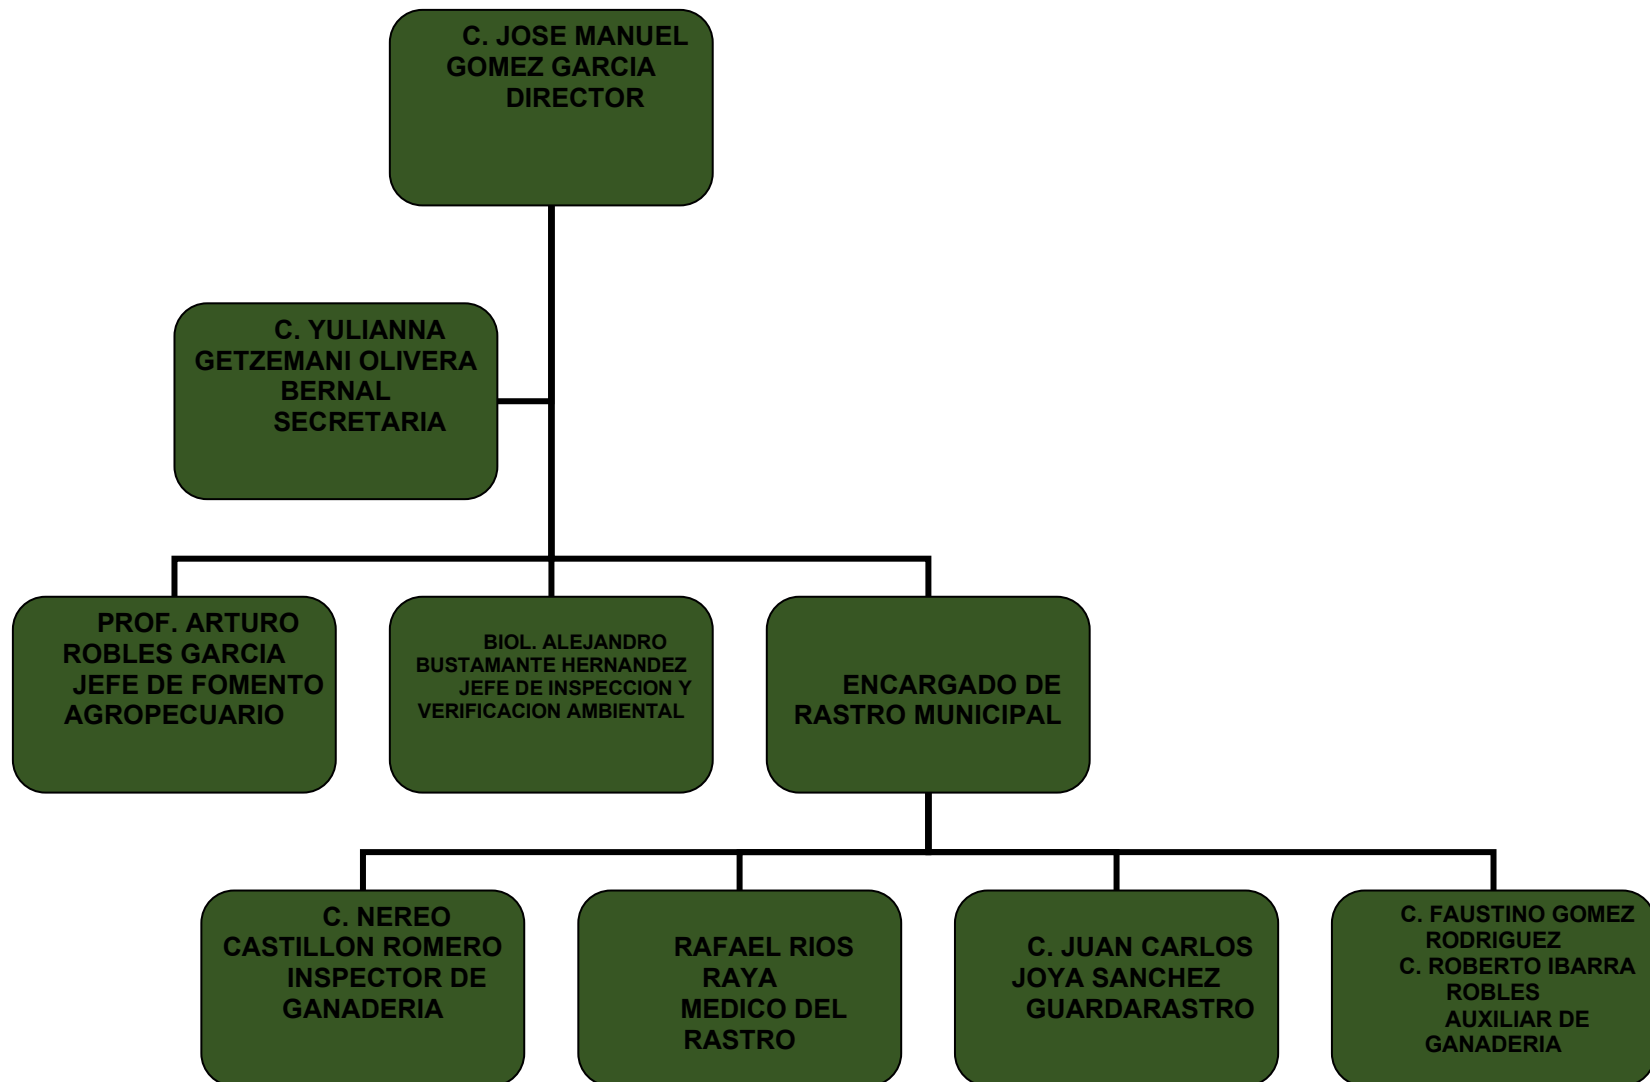 C. JOSE MANUEL
GOMEZ GARCIA
DIRECTOR
C. YULIANNA
GETZEMANI OLIVERA
BERNAL
SECRETARIA
PROF. ARTURO
ROBLES GARCIA
JEFE DE FOMENTO
AGROPECUARIO
BIOL. ALEJANDRO
BUSTAMANTE HERNANDEZ
JEFE DE INSPECCION Y
VERIFICACION AMBIENTAL
ENCARGADO DE
RASTRO MUNICIPAL
C. NEREO
CASTILLON ROMERO
INSPECTOR DE
GANADERIA
RAFAEL RIOS
RAYA
MEDICO DEL
RASTRO
C. JUAN CARLOS
JOYA SANCHEZ
GUARDARASTRO
C. FAUSTINO GOMEZ
RODRIGUEZ
C. ROBERTO IBARRA
ROBLES
AUXILIAR DE
GANADERIA